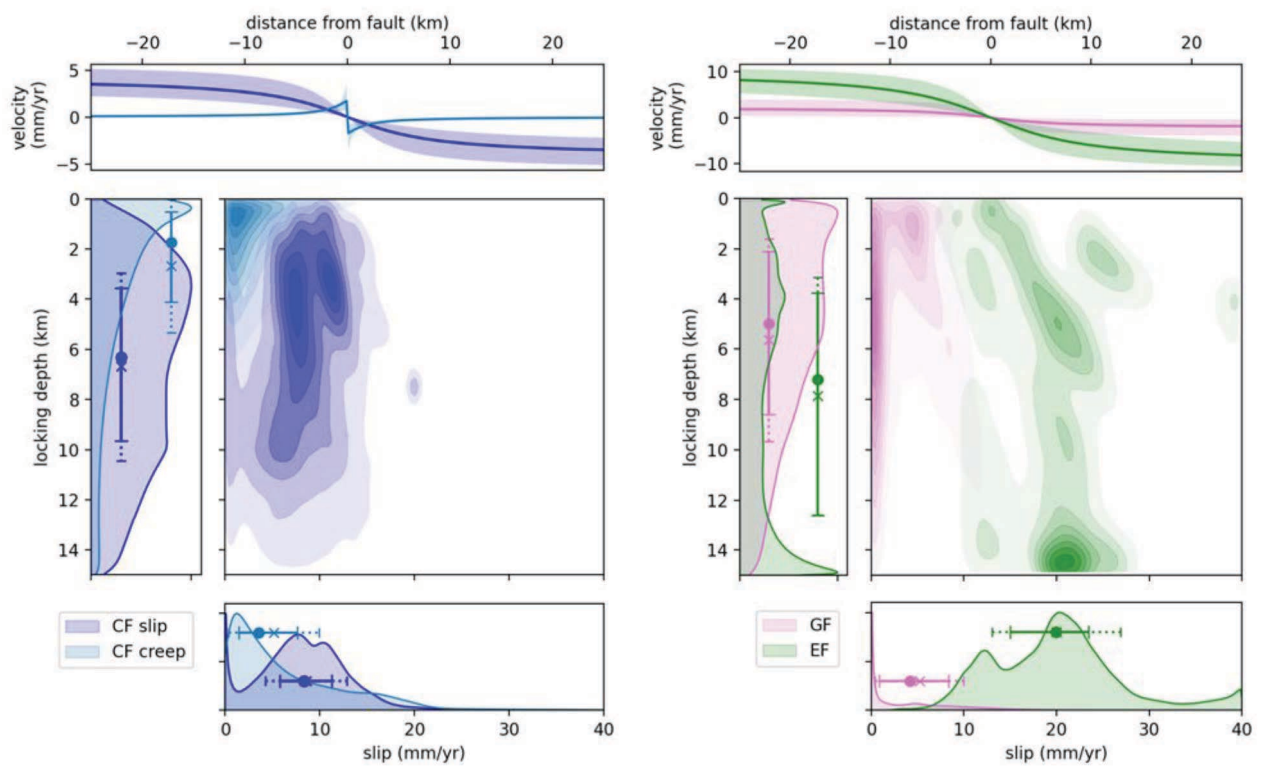 distance from fault (km)
−20 −10 0 10 20
velocity
(mm/yr)
5
0
−5
locking depth (km)
0
2
4
6
8
10
12
14
CF slip
CF creep
0 10 20 30 40
slip (mm/yr)
distance from fault (km)
−20 −10 0 10 20
velocity
(mm/yr)
10
0
−10
locking depth (km)
0
2
4
6
8
10
12
14
GF
EF
0 10 20 30 40
slip (mm/yr)